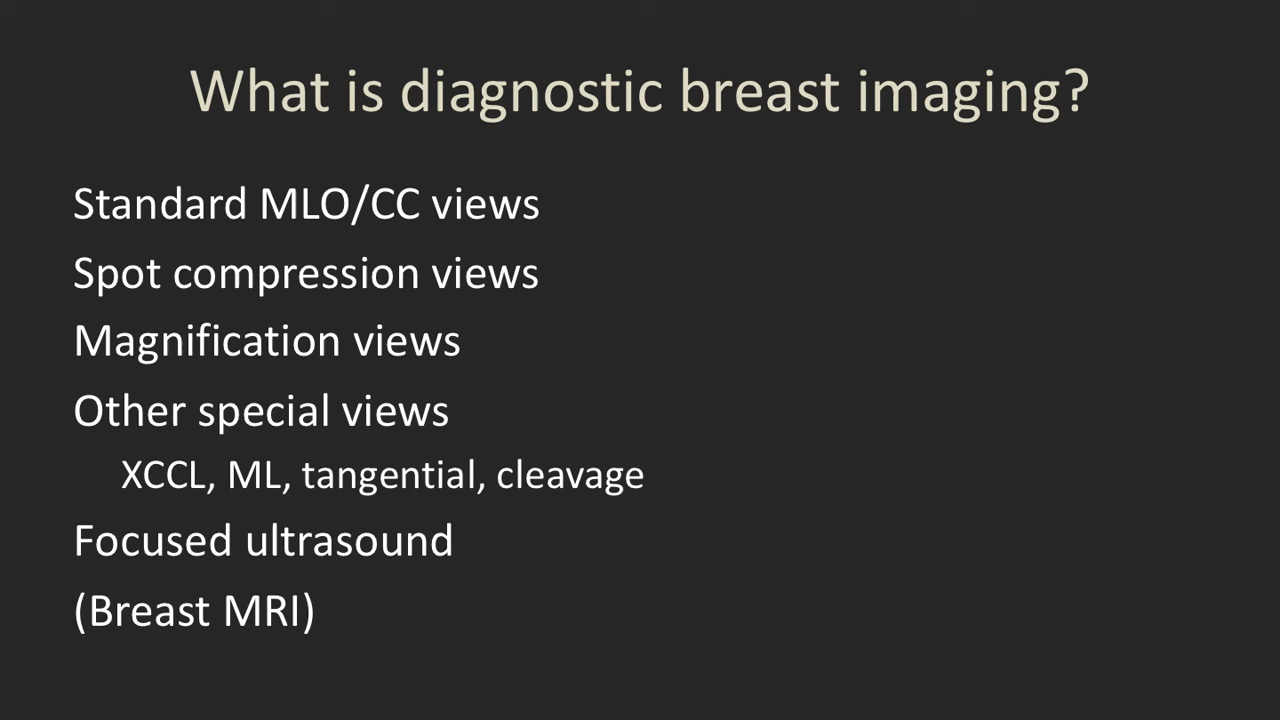 What is diagnostic breast imaging?
Standard MLO/CC views
Spot compression views
Magnification views
Other special views
XCCL, ML, tangential, cleavage
Focused ultrasound
(Breast MRI)